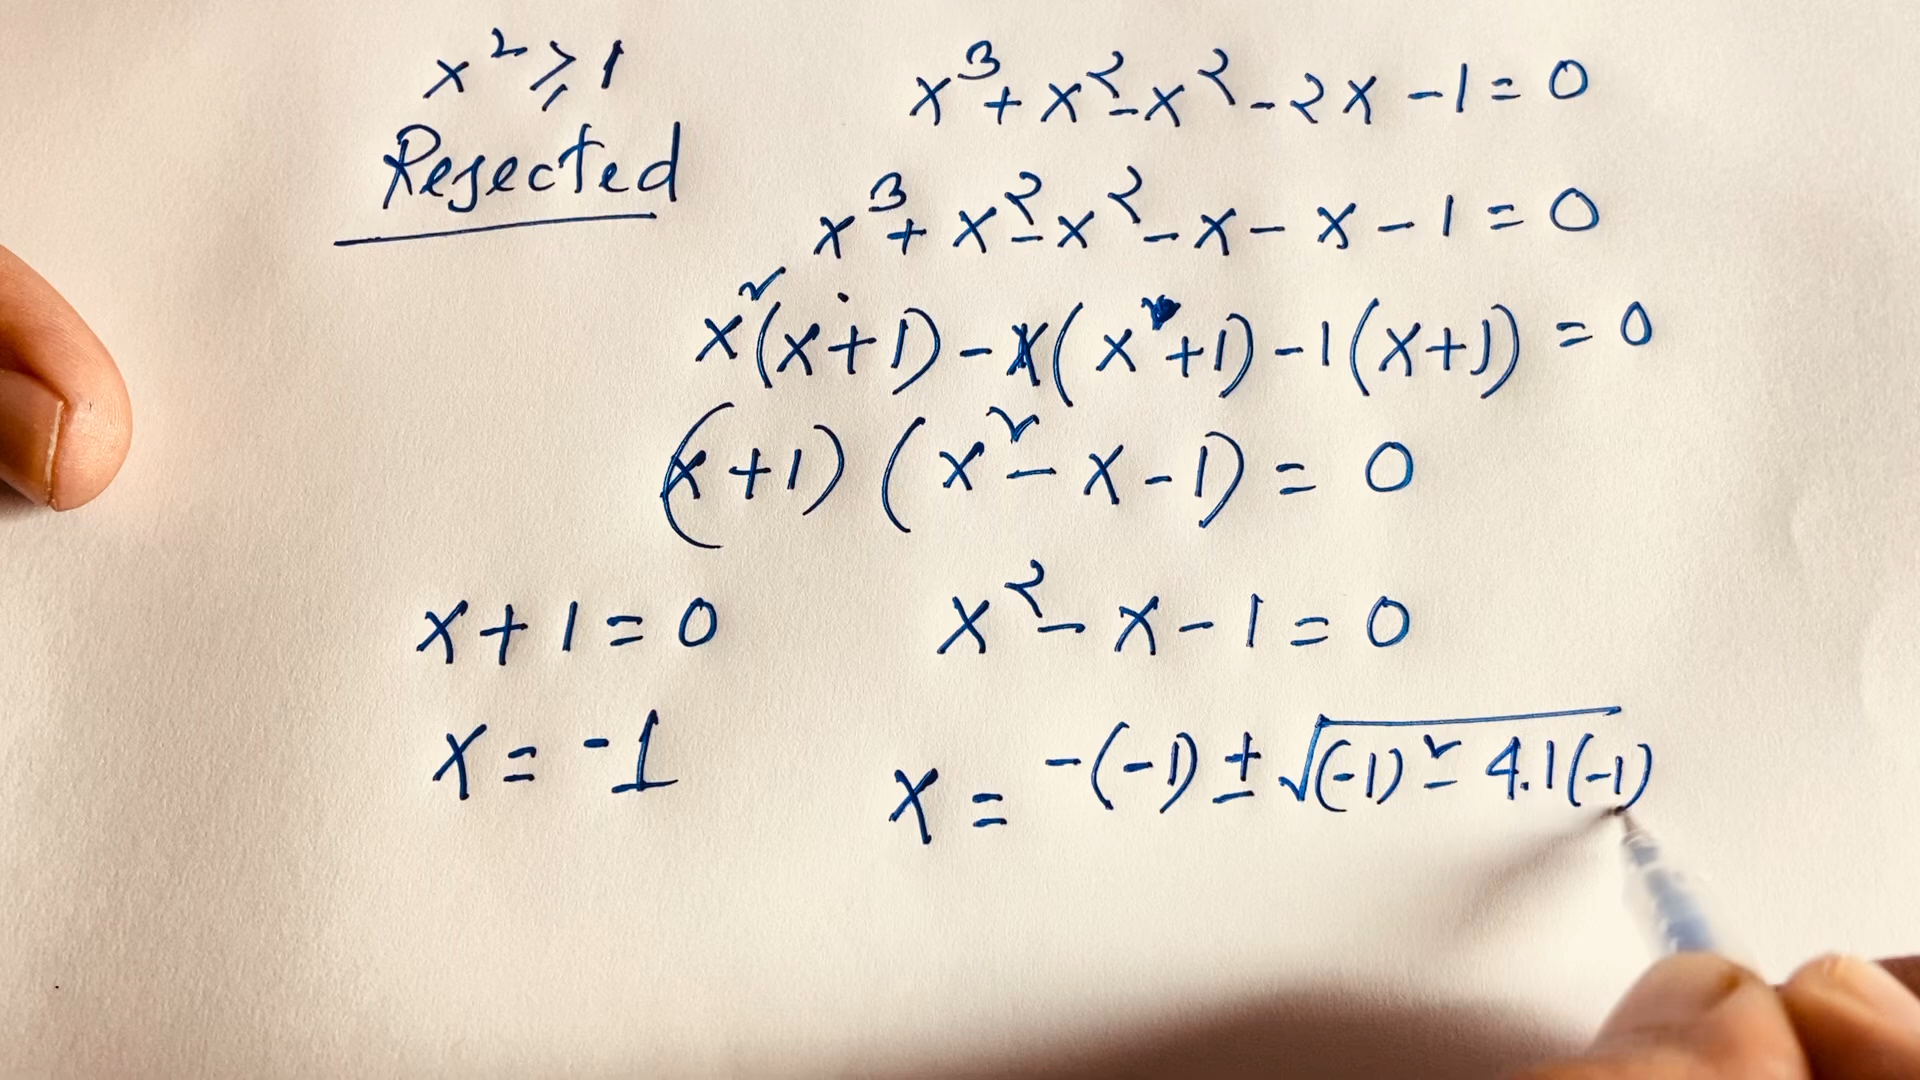 x² ≥ 1
Rejected
x³ + x² - x² - 2x - 1 = 0
x³ + x² - x² - x - x - 1 = 0
x²(x + 1) - x(x + 1) - 1(x + 1) = 0
(x + 1) (x² - x - 1) = 0
x + 1 = 0
x = -1
x² - x - 1 = 0
x = -(-1) ± √(-1)² - 4.1(-1)